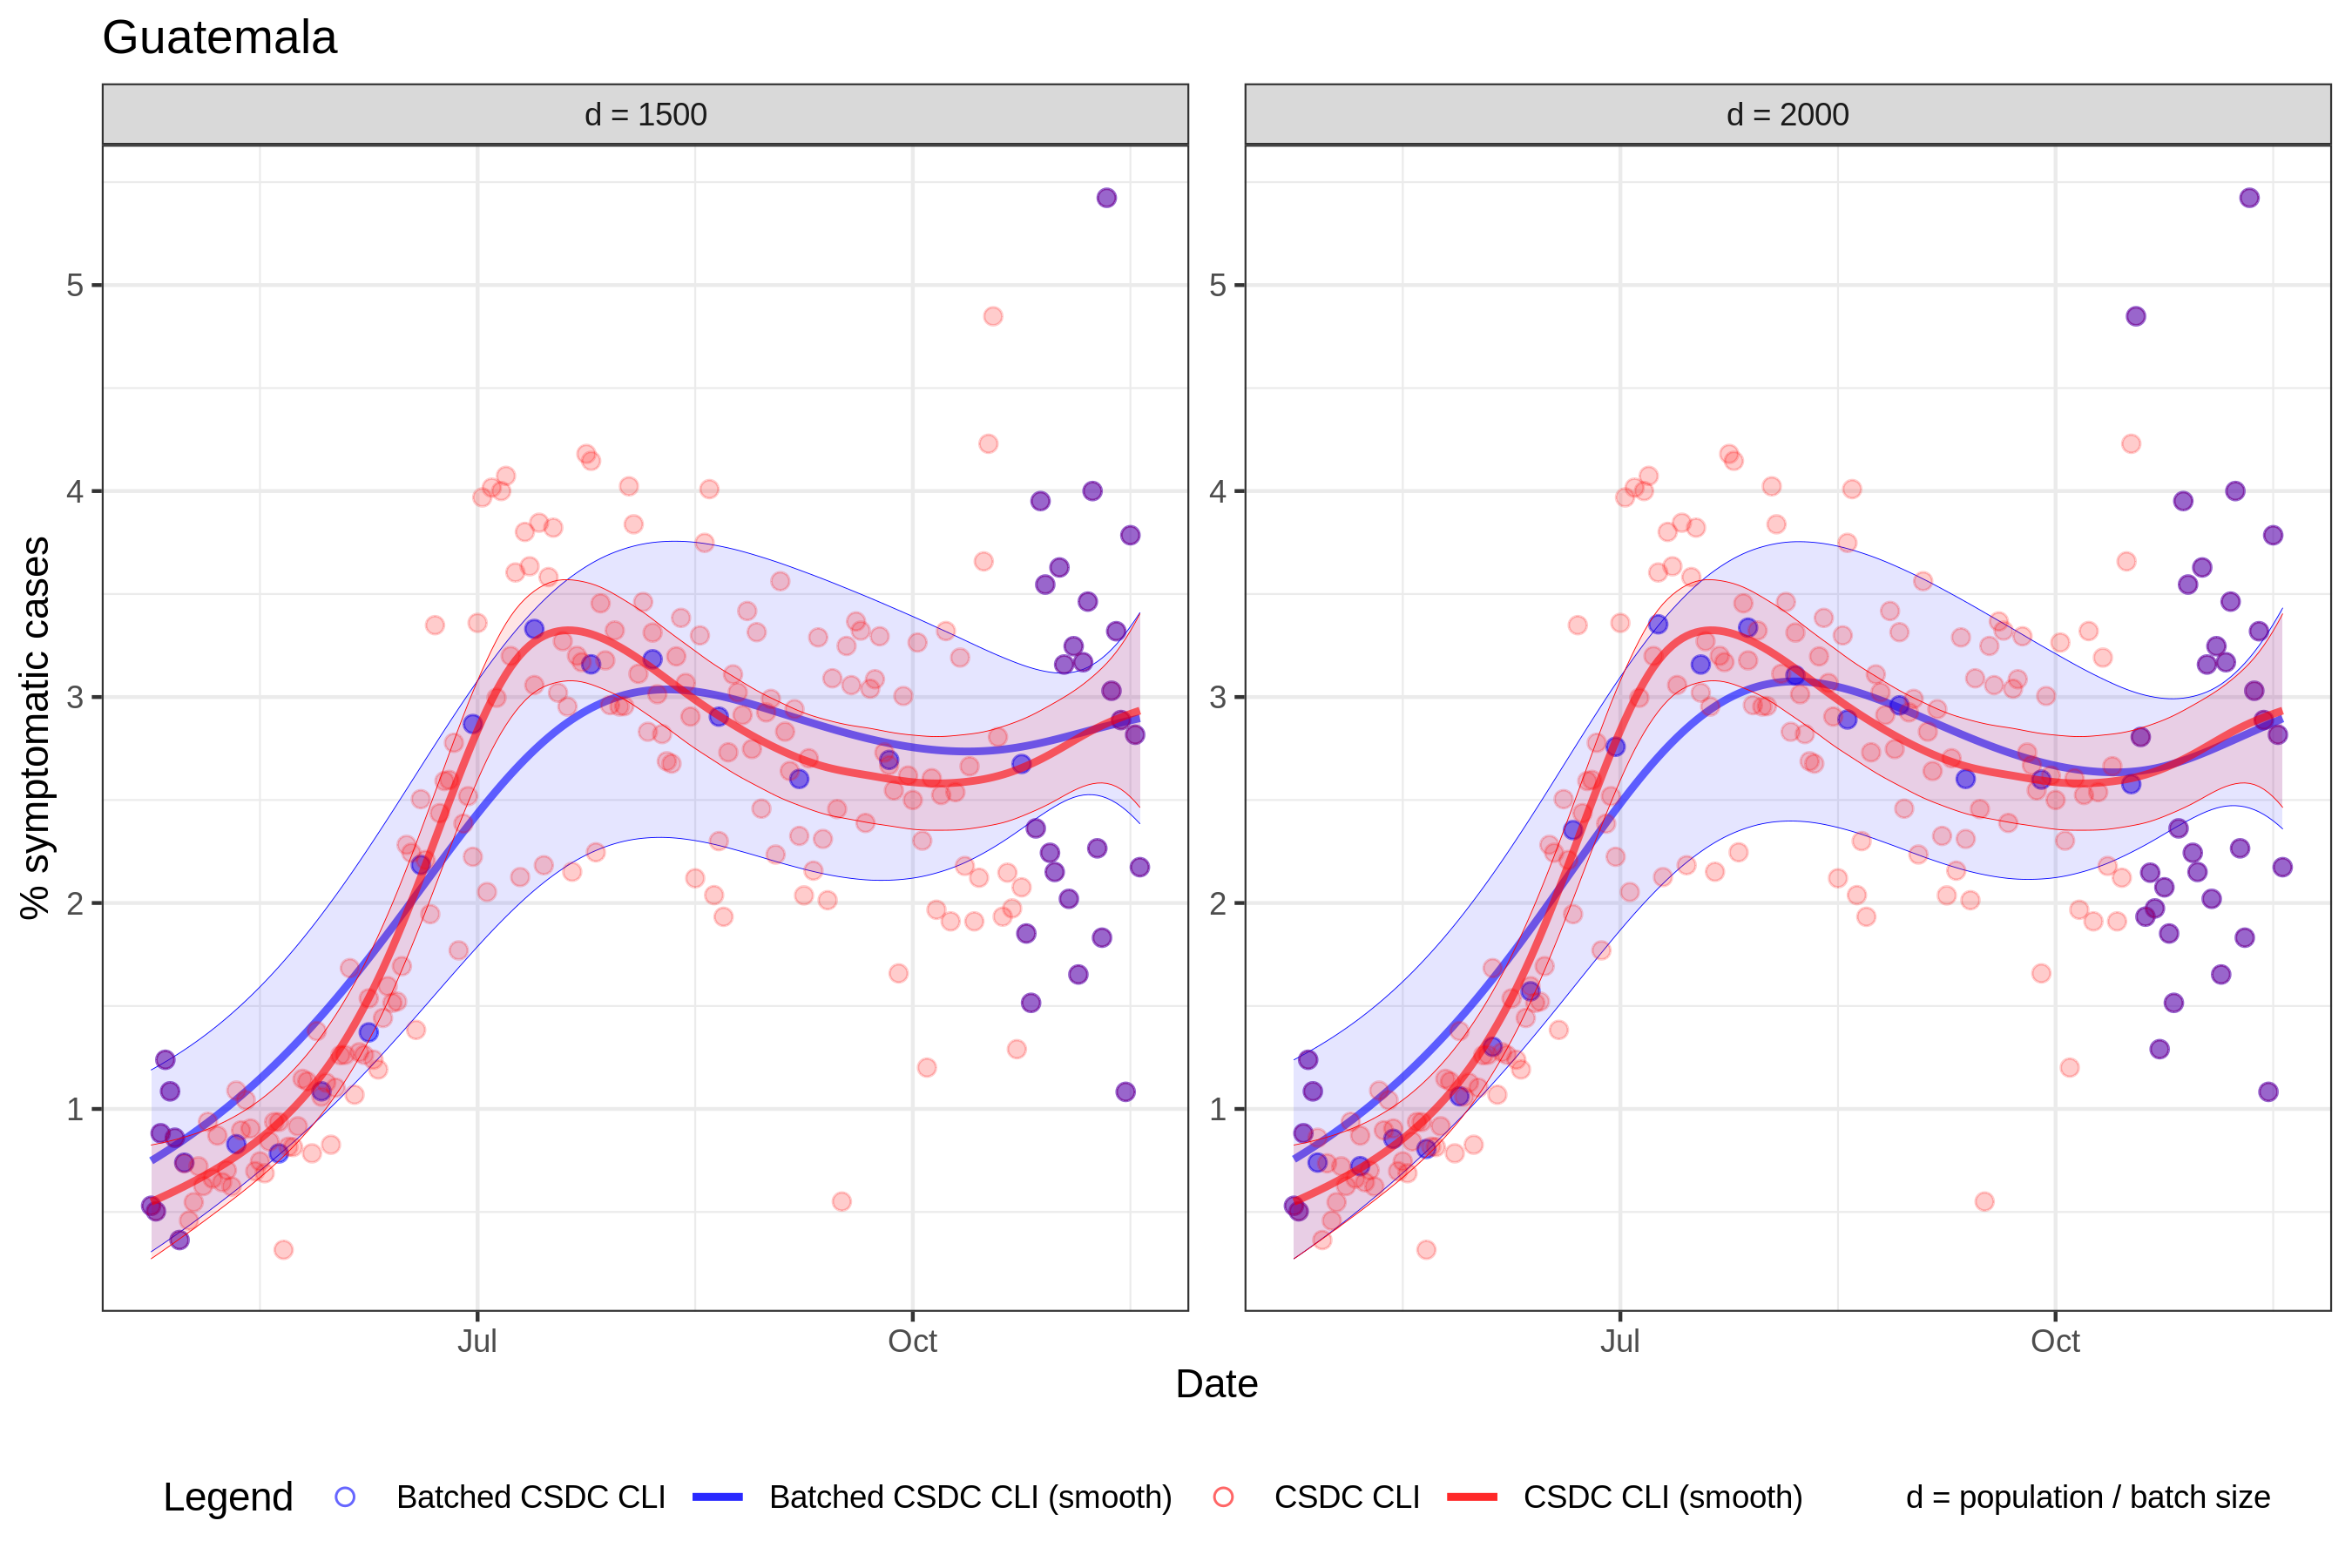 Guatemala
d = 1500
d = 2000
% symptomatic cases
5
4
3
2
1
5
4
3
2
1
Jul
Oct
Jul
Oct
Date
Legend
Batched CSDC CLI
Batched CSDC CLI (smooth)
CSDC CLI
CSDC CLI (smooth)
d = population / batch size